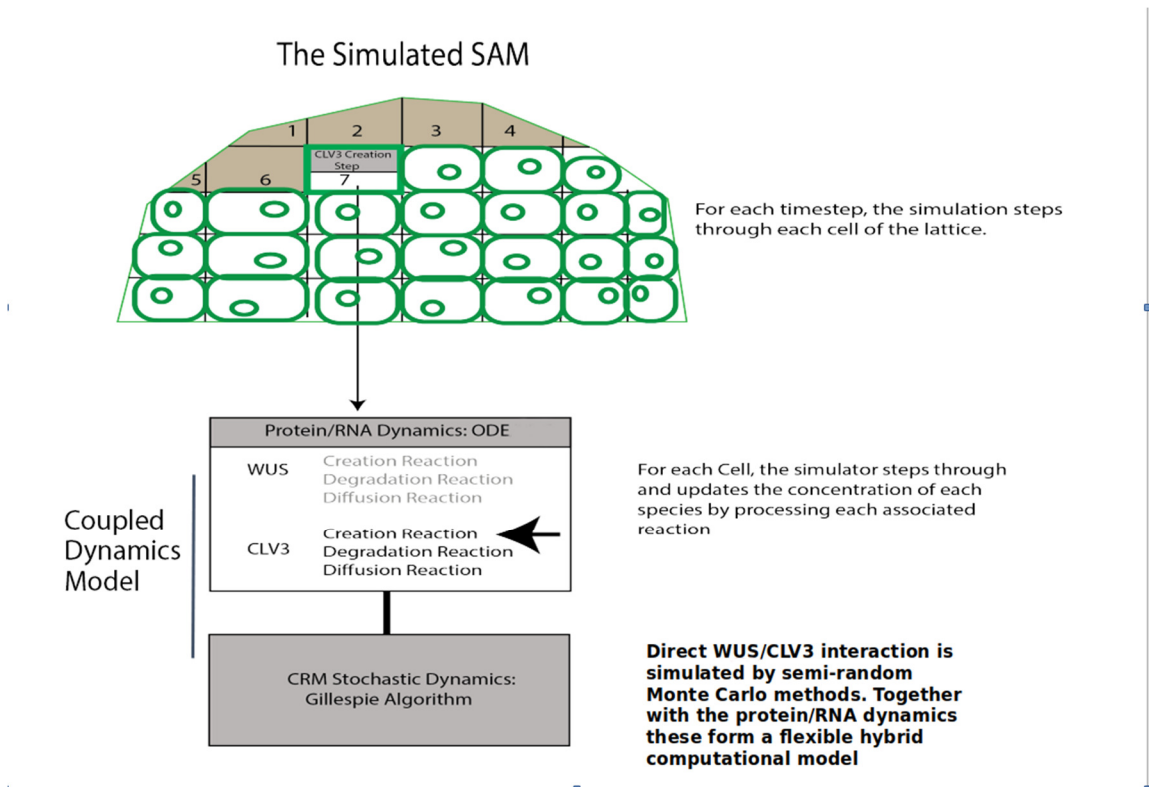 The Simulated SAM
1 2 3 4
CLV3 Creation
Step
5 6 7
For each timestep, the simulation steps
through each cell of the lattice.
Protein/RNA Dynamics: ODE
WUS
Creation Reaction
Degradation Reaction
Diffusion Reaction
CLV3
Creation Reaction
Degradation Reaction
Diffusion Reaction
For each Cell, the simulator steps through
and updates the concentration of each
species by processing each associated
reaction
Coupled
Dynamics
Model
CRM Stochastic Dynamics:
Gillespie Algorithm
Direct WUS/CLV3 interaction is
simulated by semi-random
Monte Carlo methods. Together
with the protein/RNA dynamics
these form a flexible hybrid
computational model